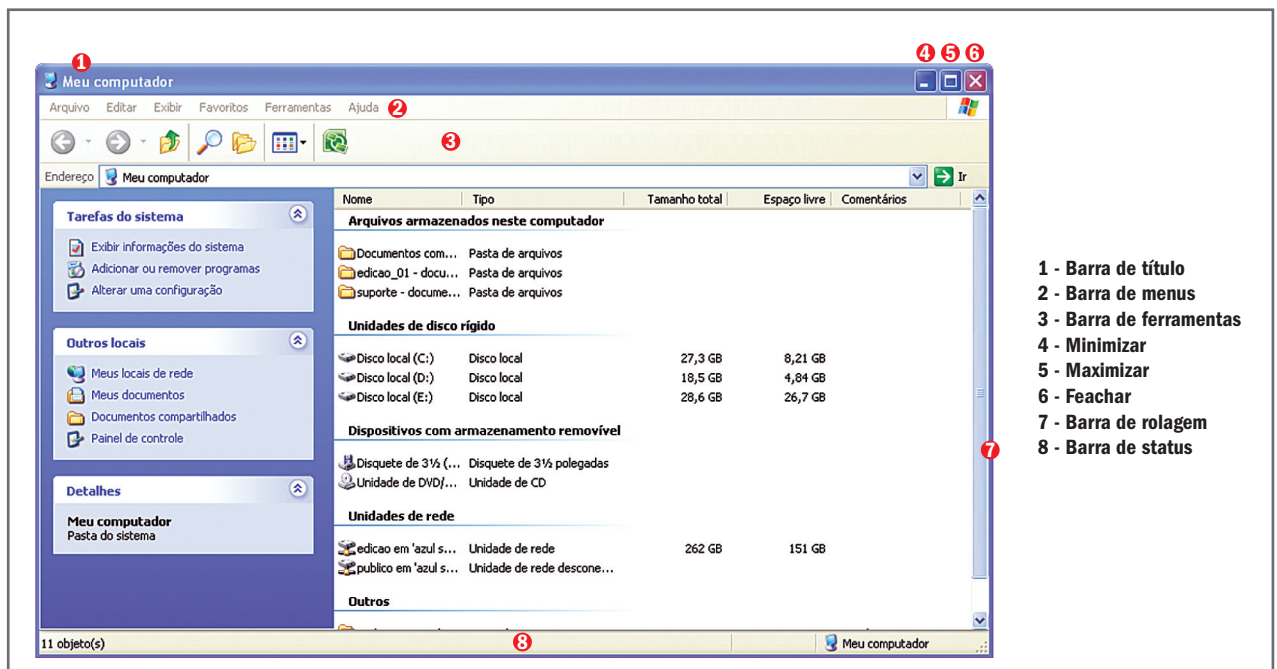 1 4 5 6
Meu computador
Arquivo Editar Exibir Favoritos Ferramentas Ajuda 2
3
Endereço Meu computador Ir
Nome Tipo Tamanho total Espaço livre Comentários
Tarefas do sistema
Exibir informações do sistema
Adicionar ou remover programas
Alterar uma configuração
Outros locais
Meus locais de rede
Meus documentos
Documentos compartilhados
Painel de controle
Detalhes
Meu computador
Pasta do sistema
Arquivos armazenados neste computador
Documentos com... Pasta de arquivos
edicao_01 - docu... Pasta de arquivos
suporte - docume... Pasta de arquivos
Unidades de disco rígido
Disco local (C:) Disco local 27,3 GB 8,21 GB
Disco local (D:) Disco local 18,5 GB 4,84 GB
Disco local (E:) Disco local 28,6 GB 26,7 GB
Dispositivos com armazenamento removível
7
Disquete de 3½ (... Disquete de 3½ polegadas
Unidade de DVD/... Unidade de CD
Unidades de rede
edicao em 'azul s... Unidade de rede 262 GB 151 GB
publico em 'azul s... Unidade de rede descone...
Outros
11 objeto(s) 8 Meu computador
1 - Barra de título
2 - Barra de menus
3 - Barra de ferramentas
4 - Minimizar
5 - Maximizar
6 - Feachar
7 - Barra de rolagem
8 - Barra de status